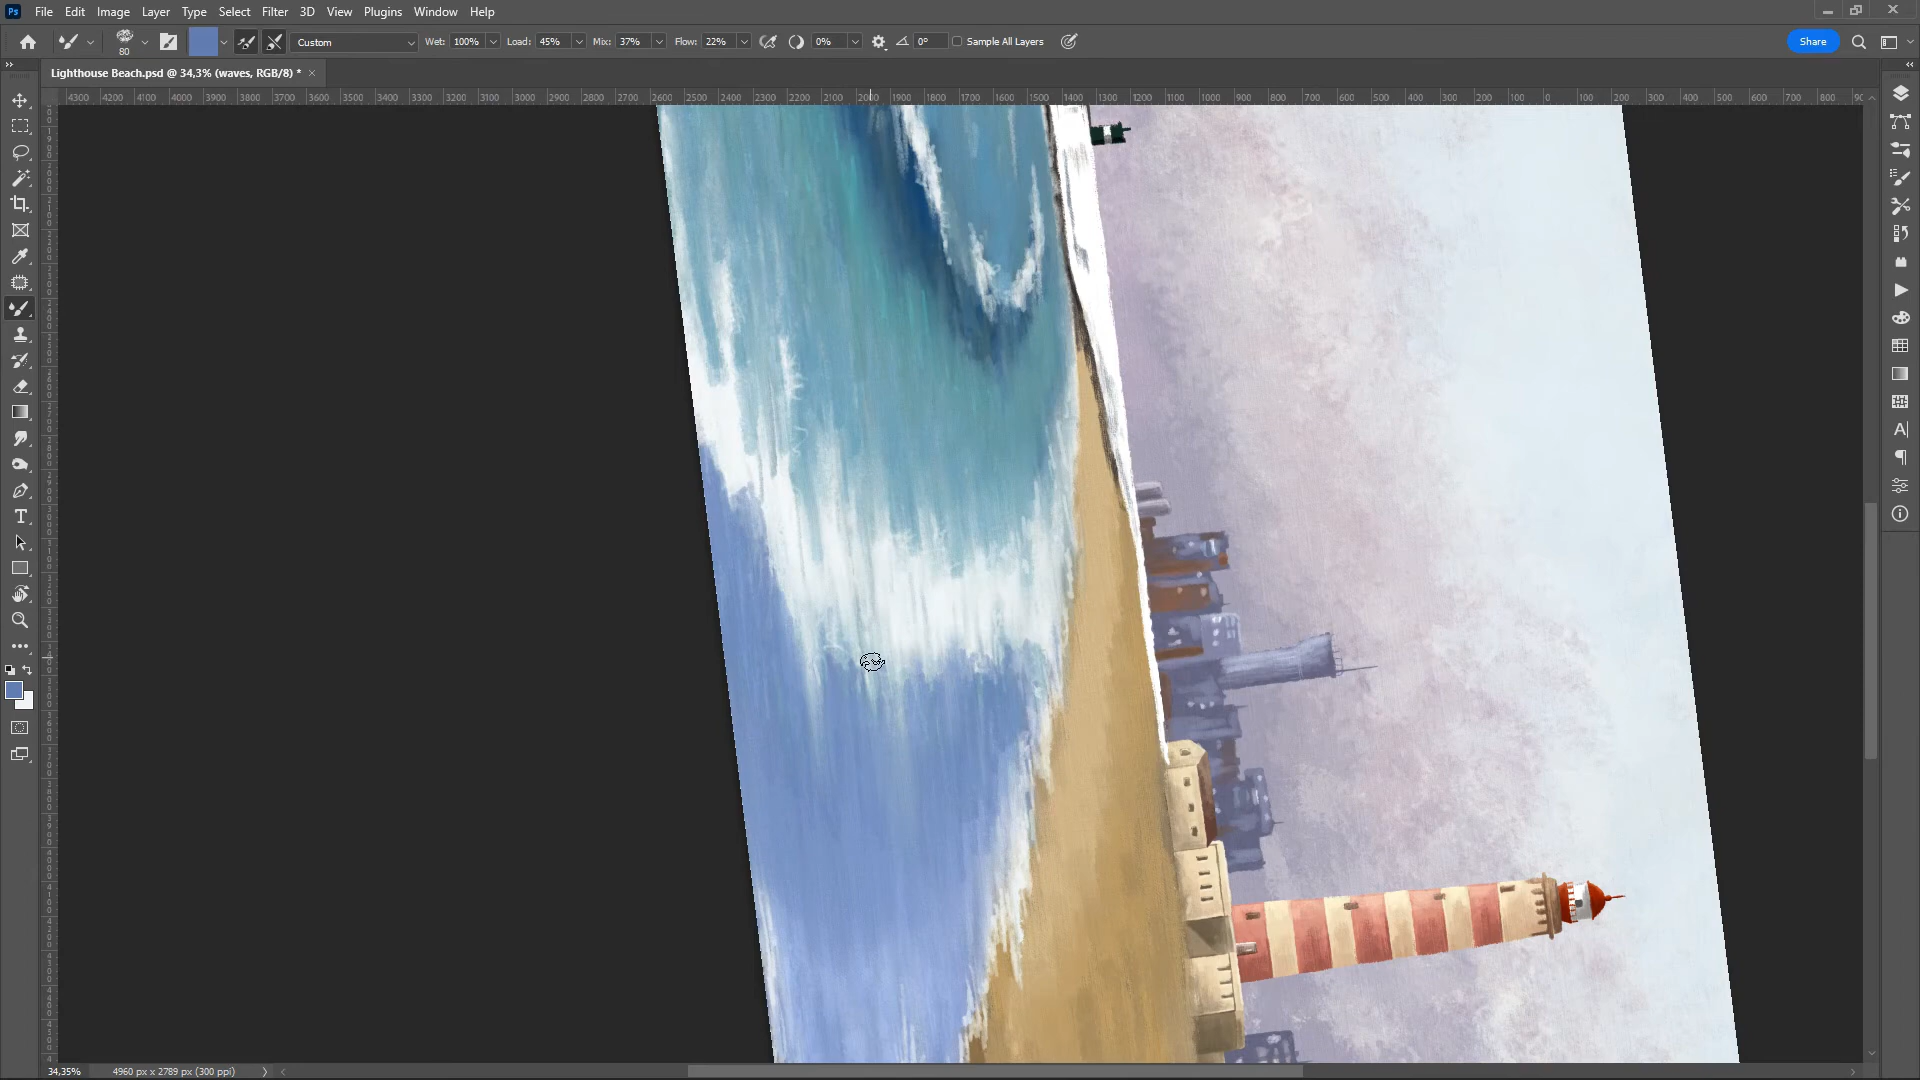 Ps File Edit Image Layer Type Select Filter 3D View Plugins Window Help
80 Custom Wet: 100% Load: 45% Mix: 37% Flow: 22% 0% 0° Sample All Layers Share
Lighthouse Beach.psd @ 34,3% (waves, RGB/8) * ×
4300 4200 4100 4000 3900 3800 3700 3600 3500 3400 3300 3200 3100 3000 2900 2800 2700 2600 2500 2400 2300 2200 2100 2000 1900 1800 1700 1600 1500 1400 1300 1200 1100 1000 900 800 700 600 500 400 300 200 100 0 100 200 300 400 500 600 700 800
34,35% 4960 px x 2789 px (300 ppi)